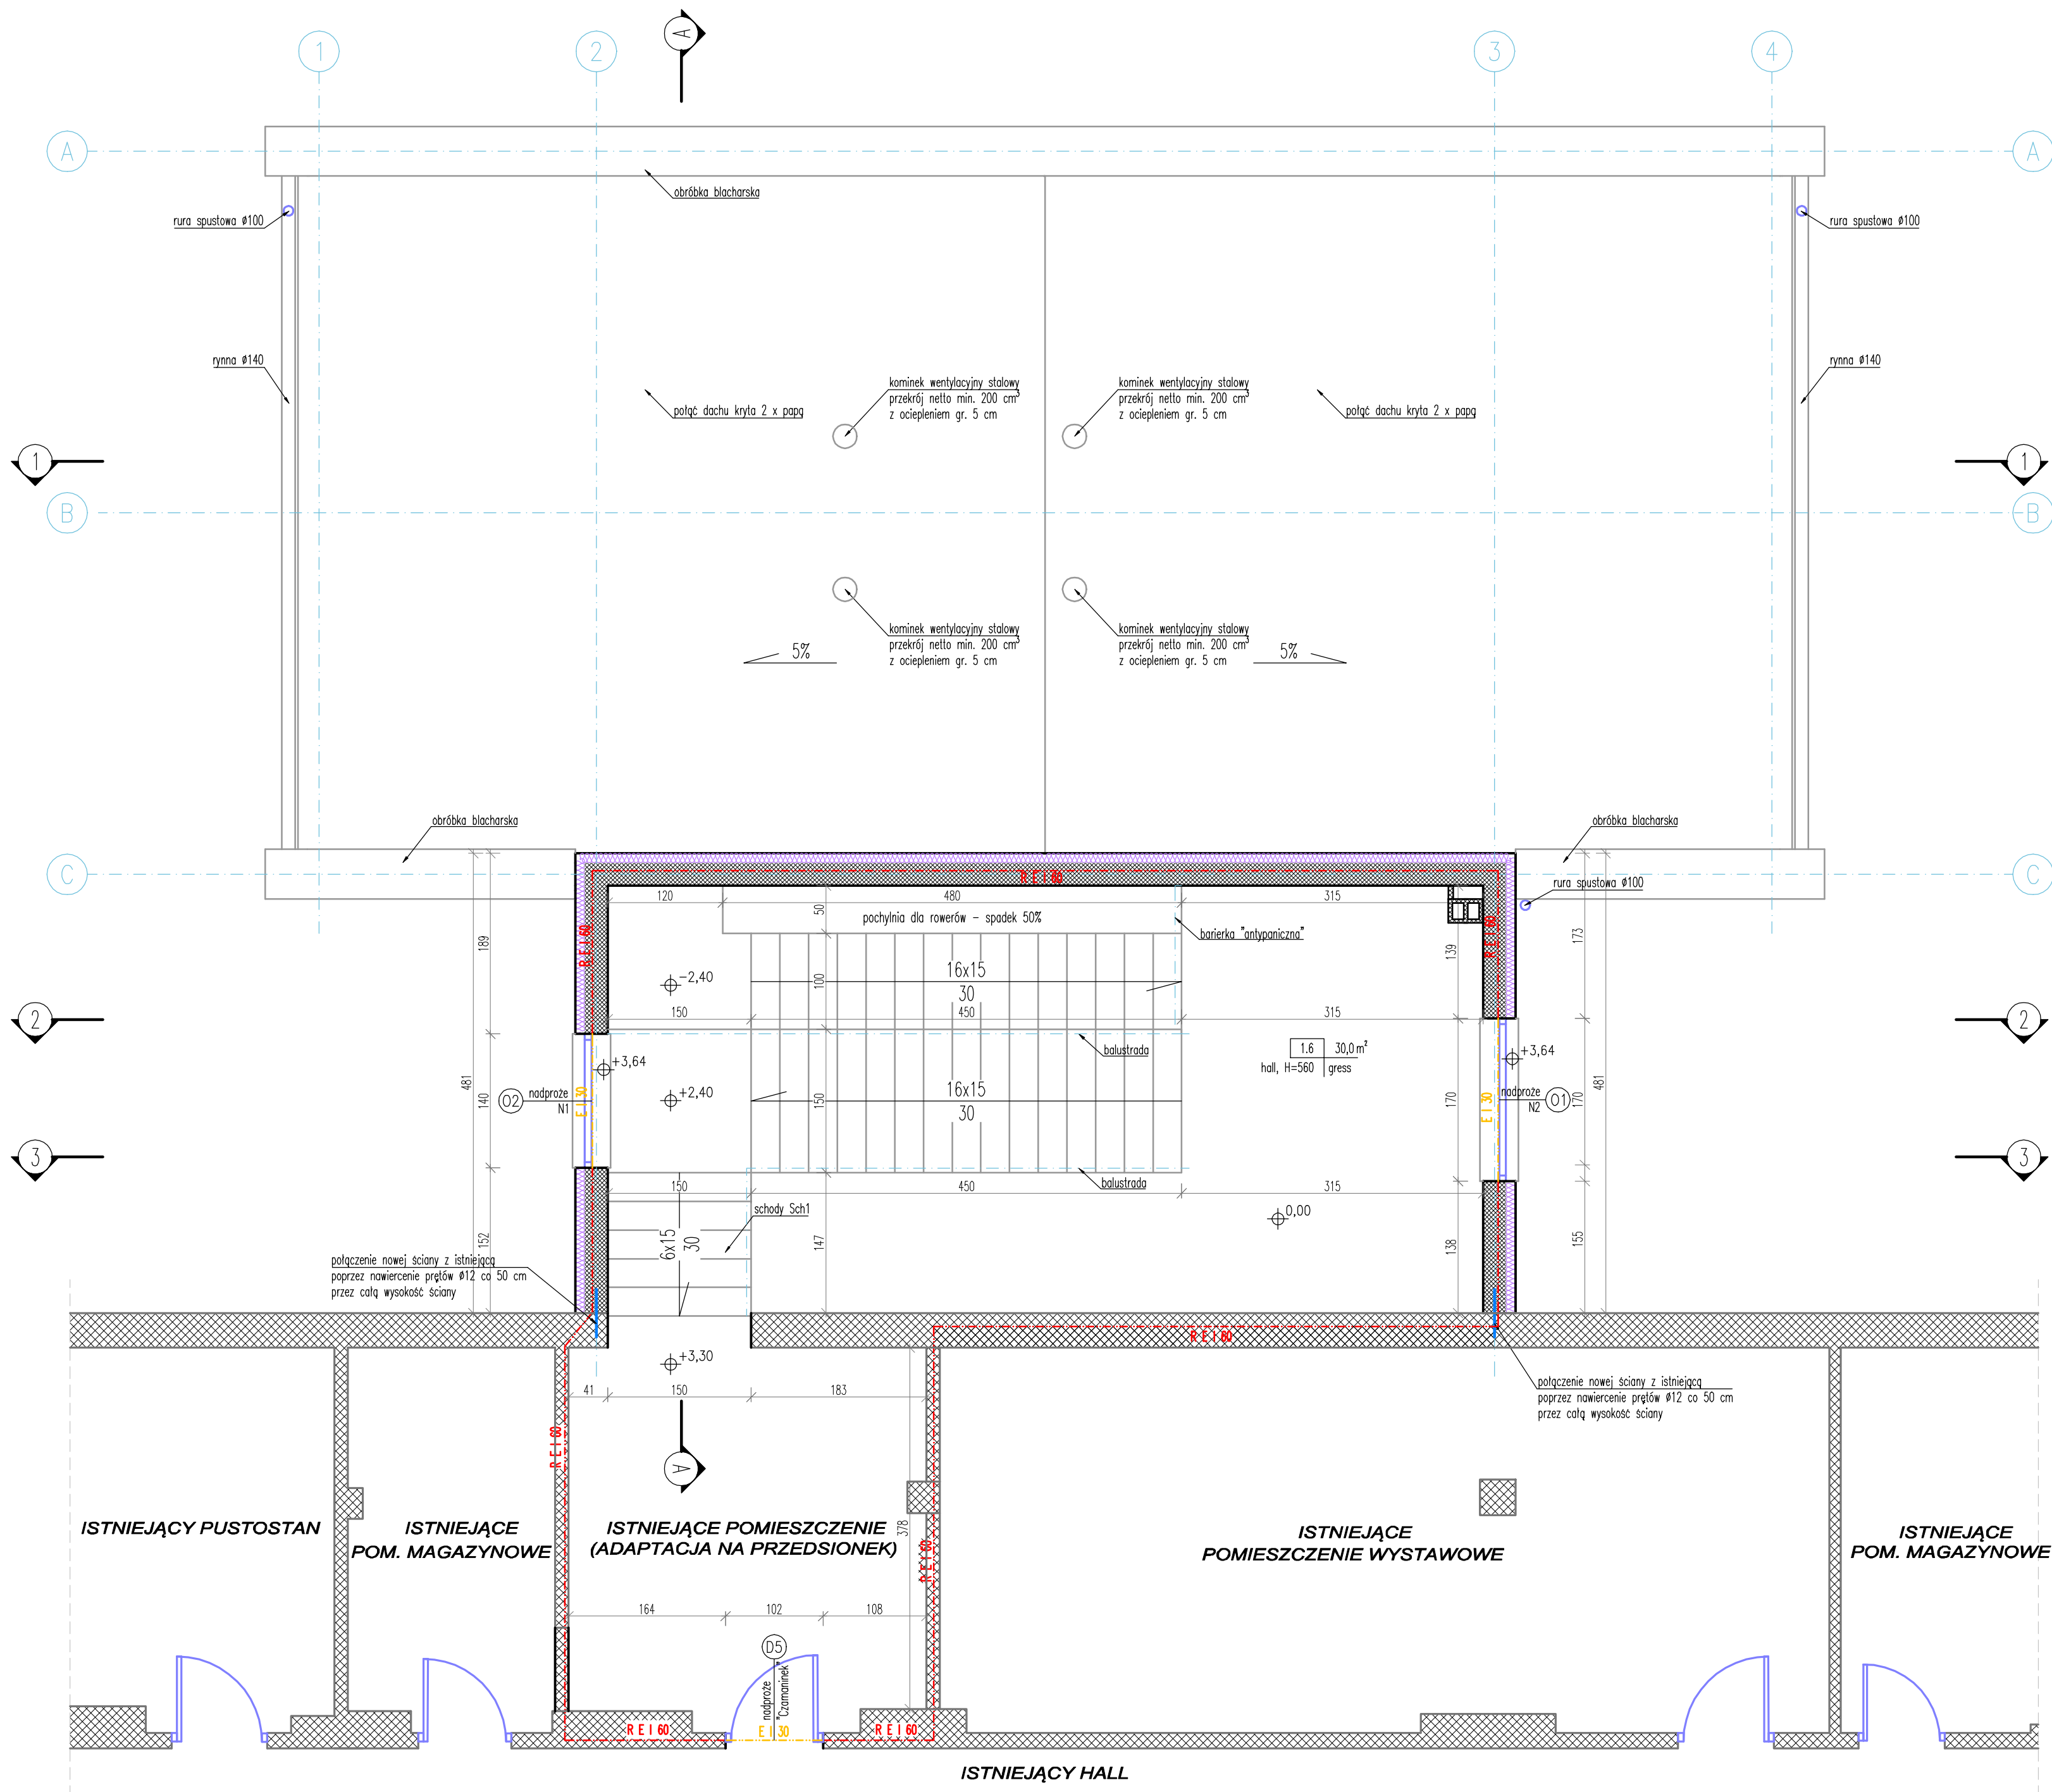 A
1
2
3
4
A
A
obróbka blacharska
rura spustowa Ø100
rura spustowa Ø100
rynna Ø140
rynna Ø140
kominek wentylacyjny stalowy
przekrój netto min. 200 cm³
z ociepleniem gr. 5 cm
kominek wentylacyjny stalowy
przekrój netto min. 200 cm³
z ociepleniem gr. 5 cm
połąć dachu kryta 2 x papą
połąć dachu kryta 2 x papą
1
1
B
B
kominek wentylacyjny stalowy
przekrój netto min. 200 cm³
z ociepleniem gr. 5 cm
kominek wentylacyjny stalowy
przekrój netto min. 200 cm³
z ociepleniem gr. 5 cm
5%
5%
obróbka blacharska
obróbka blacharska
C
C
R E I 60
rura spustowa Ø100
120
480
315
50
pochylnia dla rowerów - spadek 50%
barierka "antypaniczna"
R E I 60
R E I 60
189
139
173
-2,40
100
16x15
30
150
450
315
2
2
balustrada
1.6
30,0 m²
hall, H=560
gress
+3,64
+3,64
481
140
O2
nadproże
N1
E I 30
+2,40
150
16x15
30
170
E I 30
nadproże
N2
O1
170
481
3
3
balustrada
150
450
315
schody Sch1
0,00
152
6x15
30
147
138
155
połączenie nowej ściany z istniejącą
poprzez nawiercenie prętów Ø12 co 50 cm
przez całą wysokość ściany
R E I 60
+3,30
41
150
183
połączenie nowej ściany z istniejącą
poprzez nawiercenie prętów Ø12 co 50 cm
przez całą wysokość ściany
R E I 60
A
378
R E I 60
ISTNIEJĄCY PUSTOSTAN
ISTNIEJĄCE
POM. MAGAZYNOWE
ISTNIEJĄCE POMIESZCZENIE
(ADAPTACJA NA PRZEDSIONEK)
ISTNIEJĄCE
POMIESZCZENIE WYSTAWOWE
ISTNIEJĄCE
POM. MAGAZYNOWE
164
102
108
D5
nadproże
"Czamaninek"
R E I 60
E I 30
R E I 60
ISTNIEJĄCY HALL